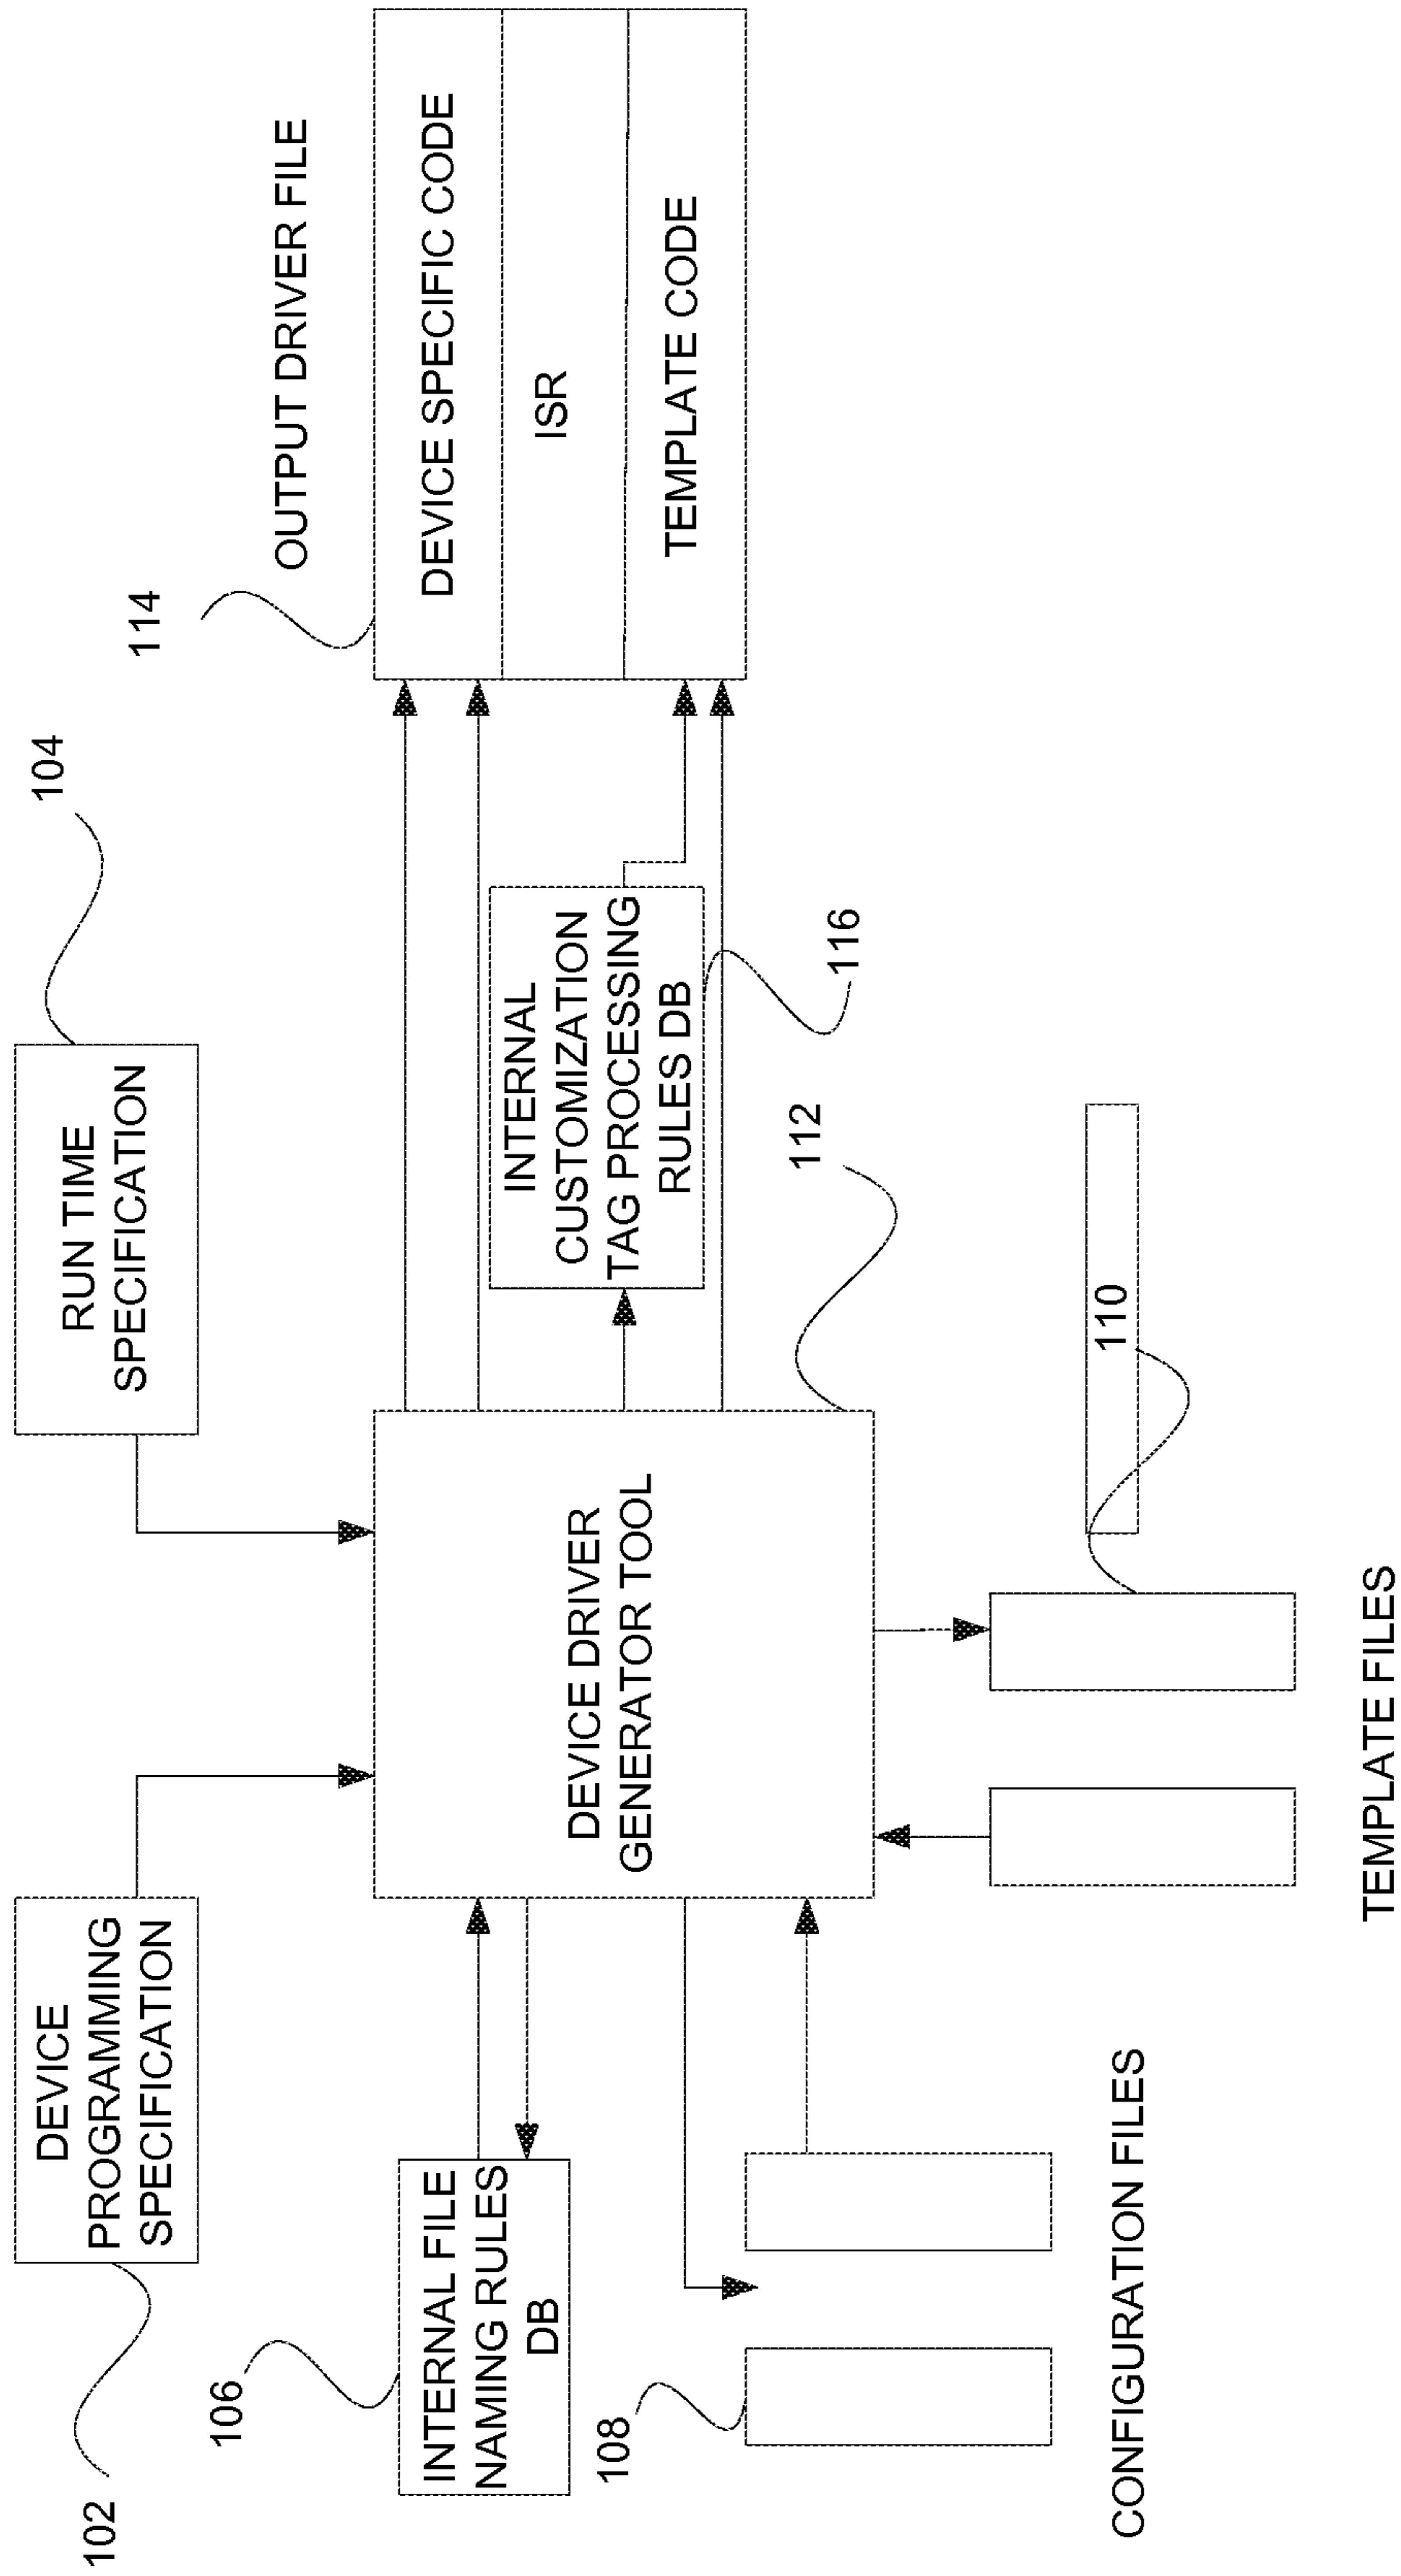 102
DEVICE
PROGRAMMING
SPECIFICATION
104
RUN TIME
SPECIFICATION
114
OUTPUT DRIVER FILE
DEVICE SPECIFIC CODE
ISR
TEMPLATE CODE
106
INTERNAL FILE
NAMING RULES
DB
DEVICE DRIVER
GENERATOR TOOL
INTERNAL
CUSTOMIZATION
TAG PROCESSING
RULES DB
116
112
108
110
CONFIGURATION FILES
TEMPLATE FILES